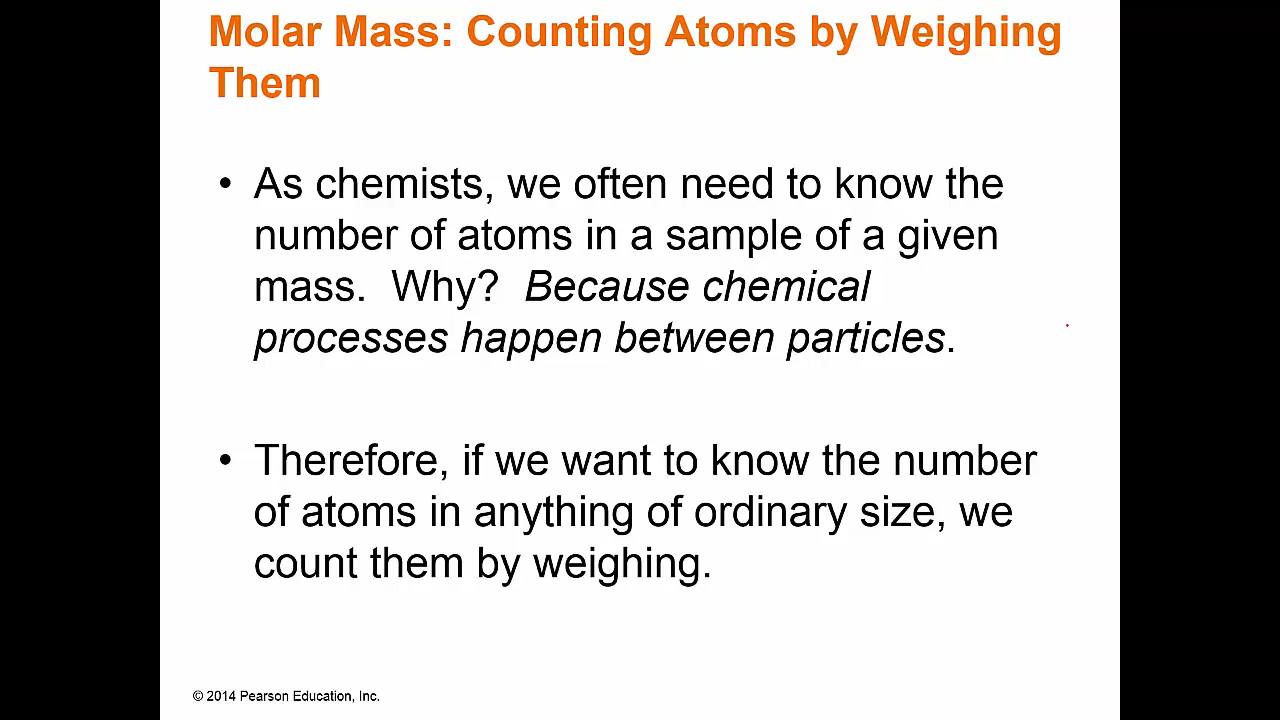 Molar Mass: Counting Atoms by Weighing
Them
• As chemists, we often need to know the
number of atoms in a sample of a given
mass.  Why?  Because chemical
processes happen between particles.
• Therefore, if we want to know the number
of atoms in anything of ordinary size, we
count them by weighing.
© 2014 Pearson Education, Inc.